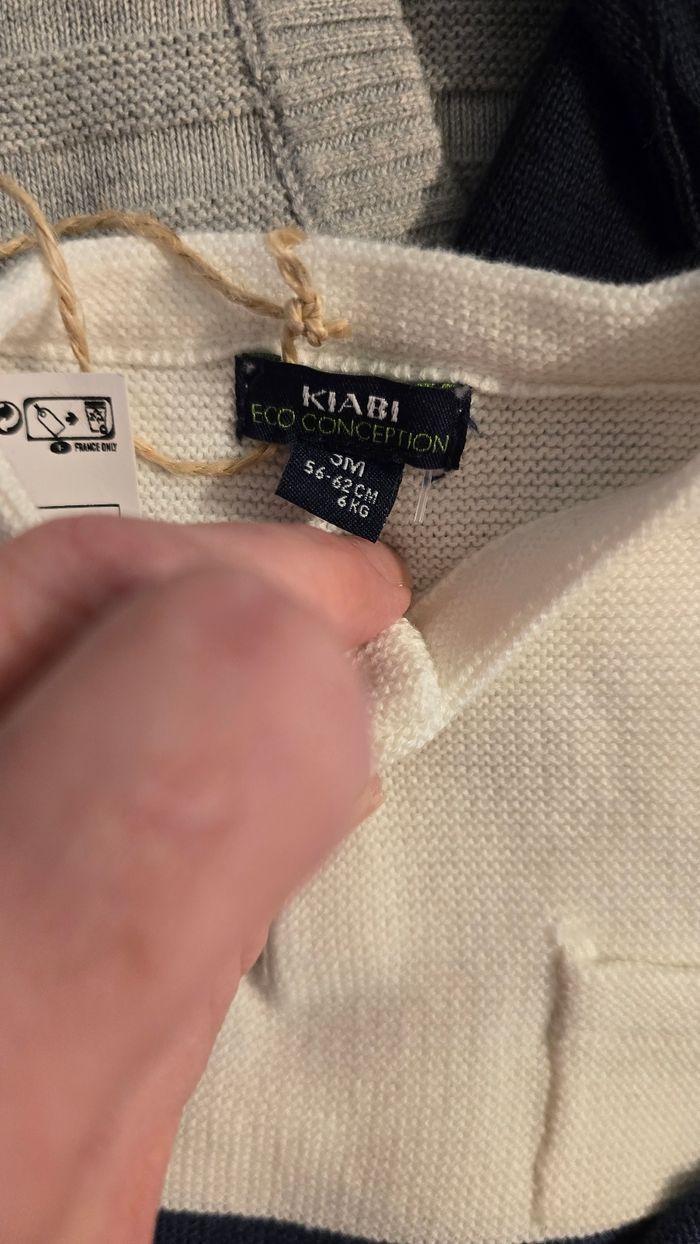 KIABI
ECO CONCEPTION
3M
56-62 CM
6 KG
FRANCE ONLY